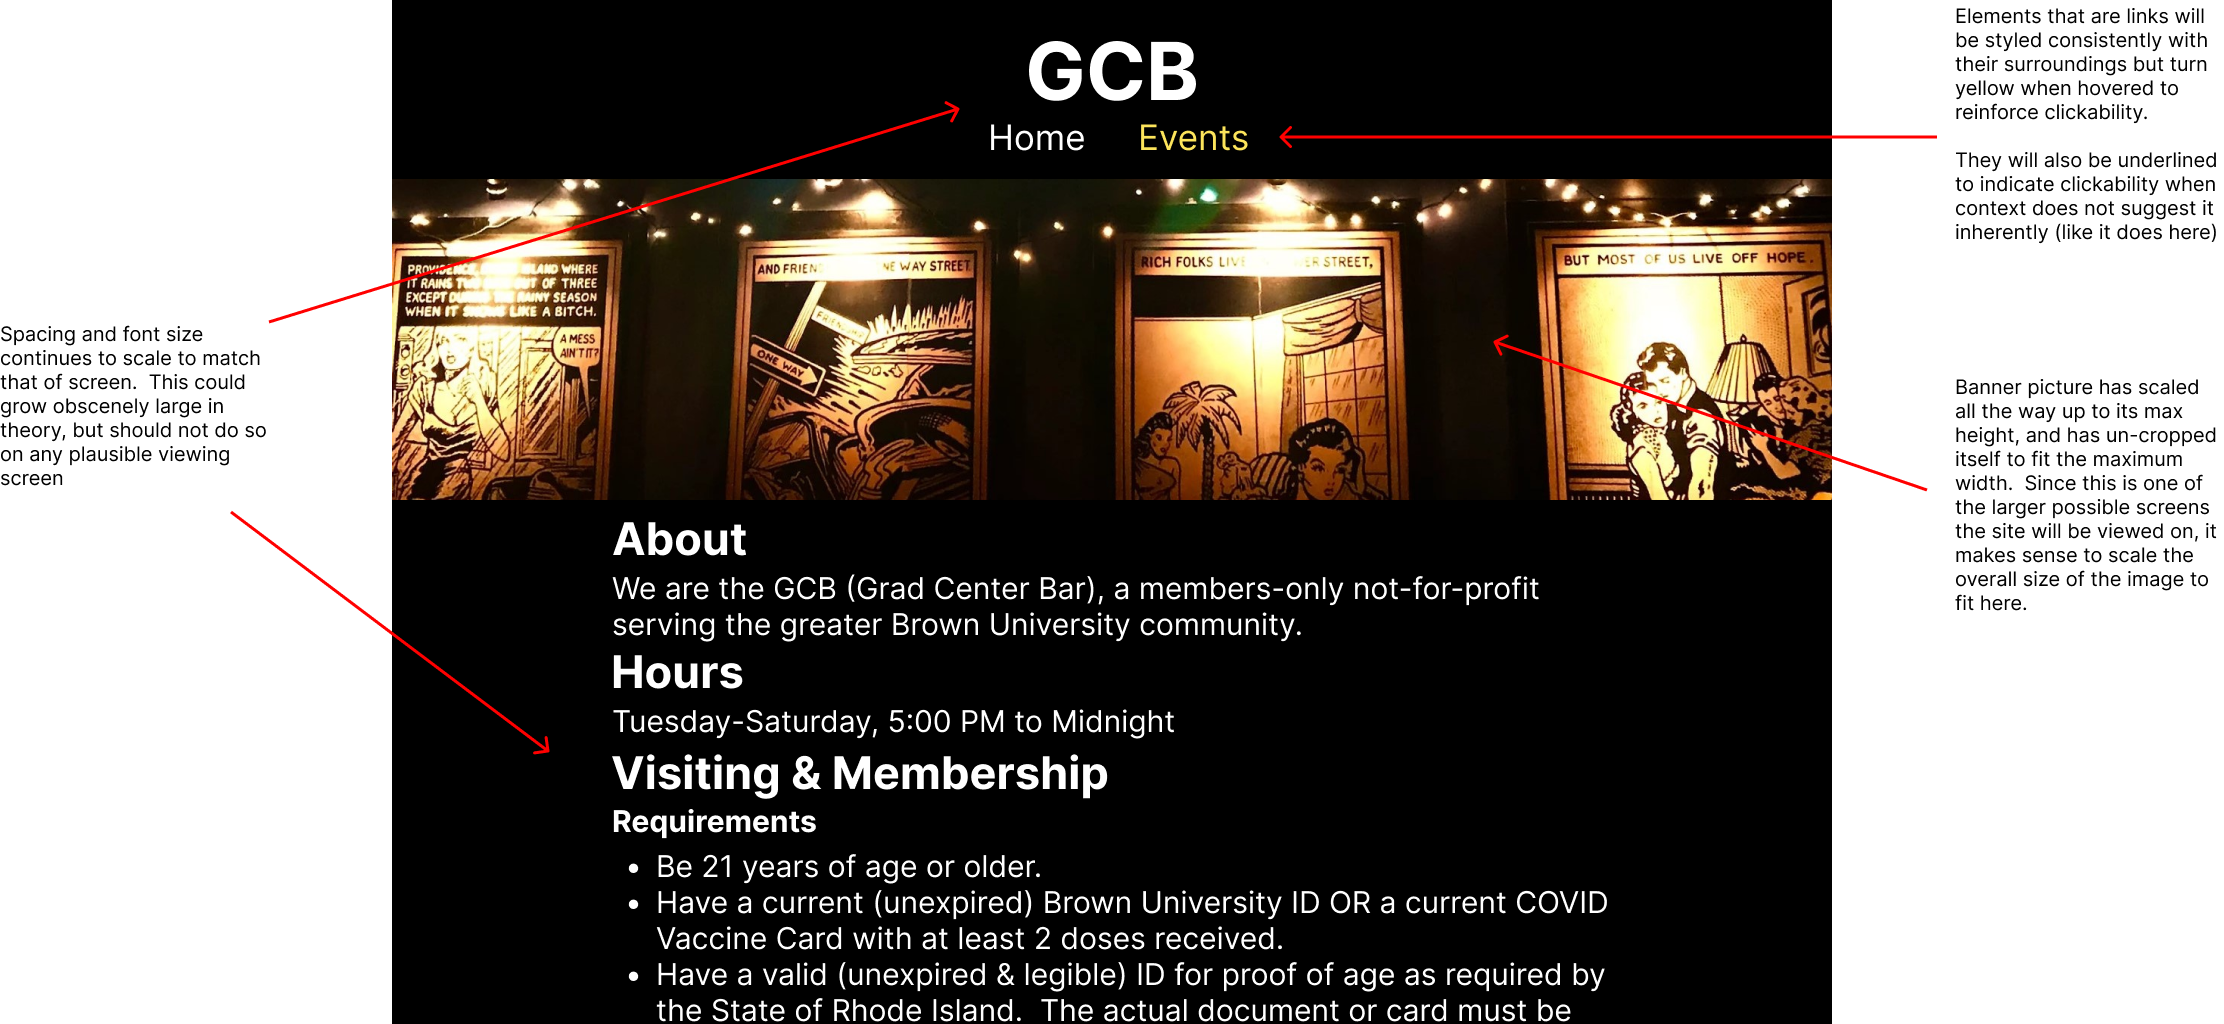 Elements that are links will
be styled consistently with
their surroundings but turn
yellow when hovered to
reinforce clickability.
They will also be underlined
to indicate clickability when
context does not suggest it
inherently (like it does here)
GCB
Home Events
PROVIDENCE, ISLAND WHERE
IT RAINS OUT OF THREE
EXCEPT RAINY SEASON
WHEN IT LIKE A BITCH.
A MESS
AIN'T IT?
AND NE WAY STREET
ONE WAY
RICH FOLKS STREET,
BUT MOST OF US LIVE OFF HOPE.
Spacing and font size
continues to scale to match
that of screen.  This could
grow obscenely large in
theory, but should not do so
on any plausible viewing
screen
Banner picture has scaled
all the way up to its max
height, and has un-cropped
itself to fit the maximum
width.  Since this is one of
the larger possible screens
the site will be viewed on, it
makes sense to scale the
overall size of the image to
fit here.
About
We are the GCB (Grad Center Bar), a members-only not-for-profit
serving the greater Brown University community.
Hours
Tuesday-Saturday, 5:00 PM to Midnight
Visiting & Membership
Requirements
• Be 21 years of age or older.
• Have a current (unexpired) Brown University ID OR a current COVID
Vaccine Card with at least 2 doses received.
• Have a valid (unexpired & legible) ID for proof of age as required by
the State of Rhode Island.  The actual document or card must be